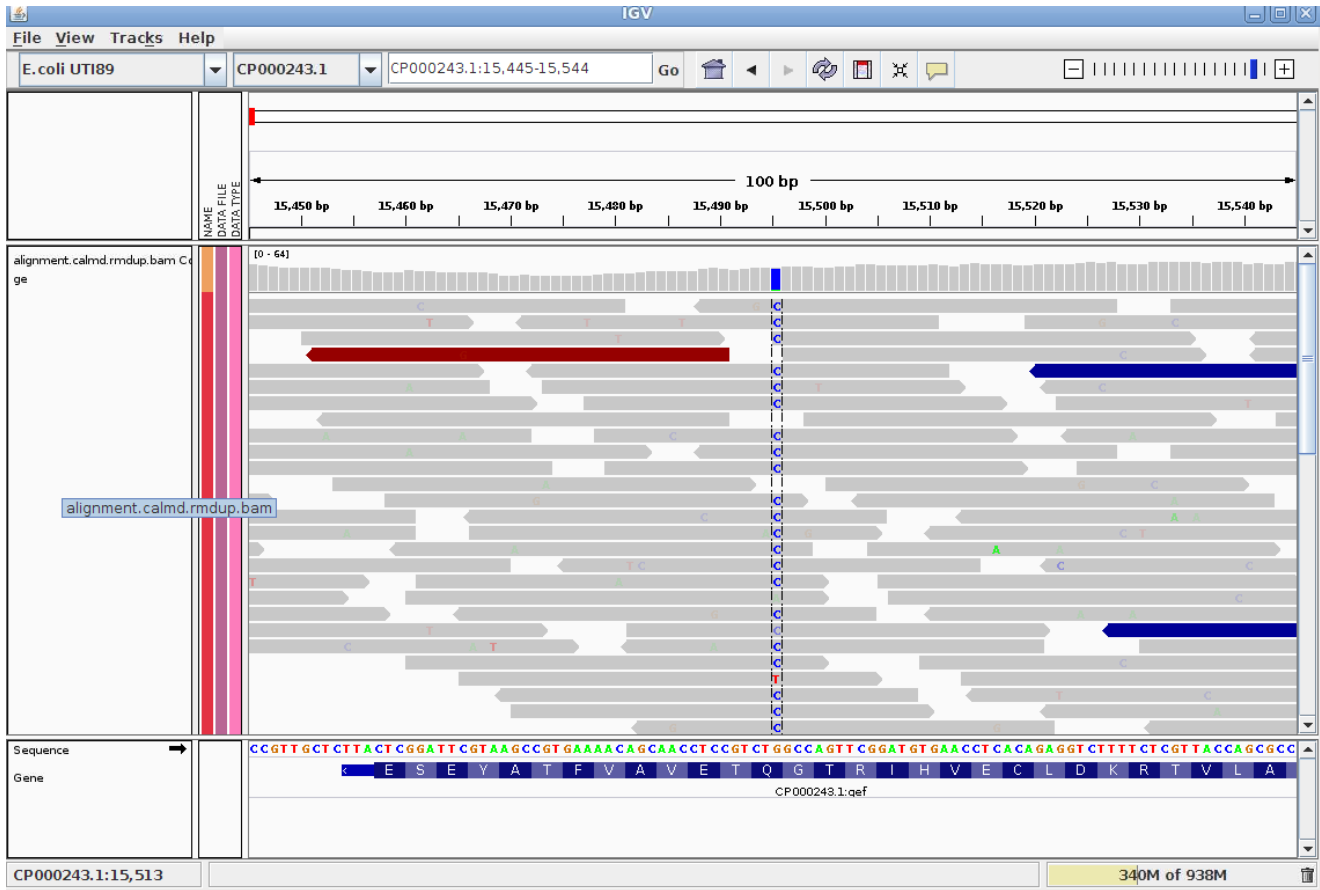 IGV
File View Tracks Help
E.coli UTI89 CP000243.1 CP000243.1:15,445-15,544 Go
NAME
DATA FILE
DATA TYPE
100 bp
15,450 bp 15,460 bp 15,470 bp 15,480 bp 15,490 bp 15,500 bp 15,510 bp 15,520 bp 15,530 bp 15,540 bp
alignment.calmd.rmdup.bam Co
ge
[0 - 64]
alignment.calmd.rmdup.bam
Sequence CCGTTGCTCTTACTCGGATTCGTAAGCCGTGAAAACAGCAACCTCCGTCTGGCCAGTTCGGATGTGAACCTCACAGAGGTCTTTTCTCGTTACCAGCGCC
Gene E S E Y A T F V A V E T Q G T R I H V E C L D K R T V L A
CP000243.1:qef
CP000243.1:15,513 340M of 938M